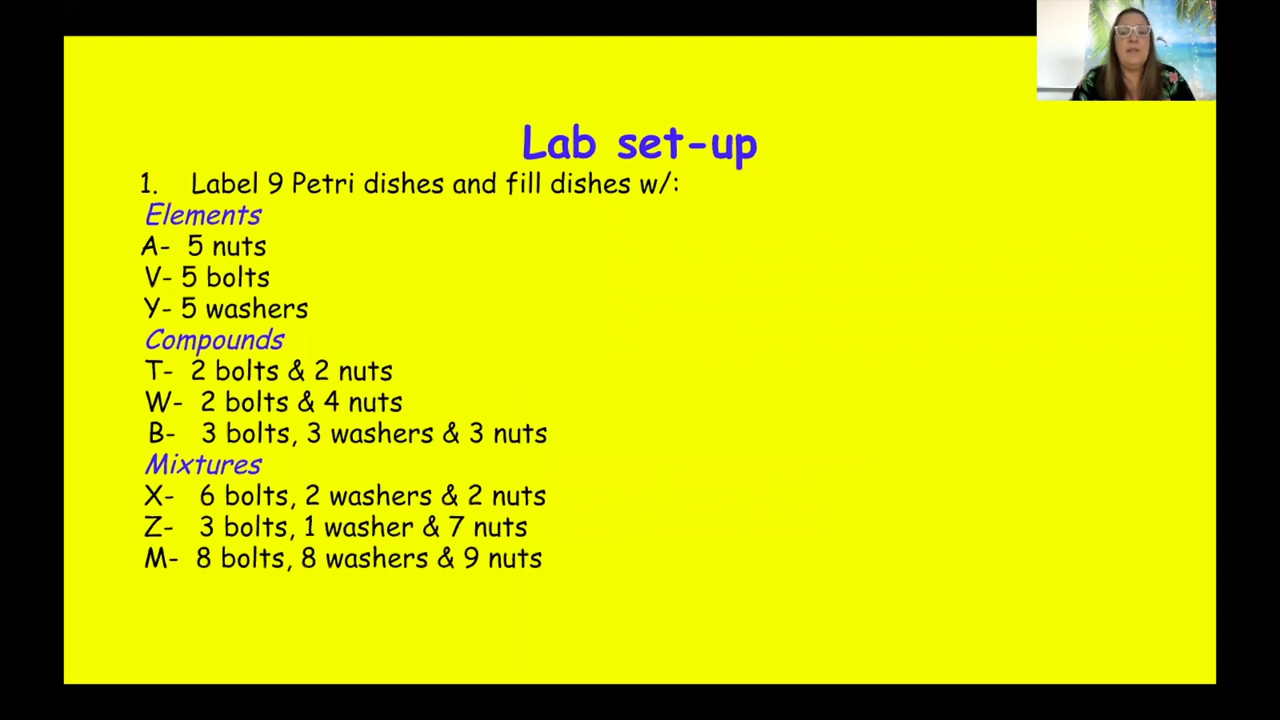 Lab set-up
1. Label 9 Petri dishes and fill dishes w/:
Elements
A- 5 nuts
V- 5 bolts
Y- 5 washers
Compounds
T- 2 bolts & 2 nuts
W- 2 bolts & 4 nuts
B- 3 bolts, 3 washers & 3 nuts
Mixtures
X- 6 bolts, 2 washers & 2 nuts
Z- 3 bolts, 1 washer & 7 nuts
M- 8 bolts, 8 washers & 9 nuts